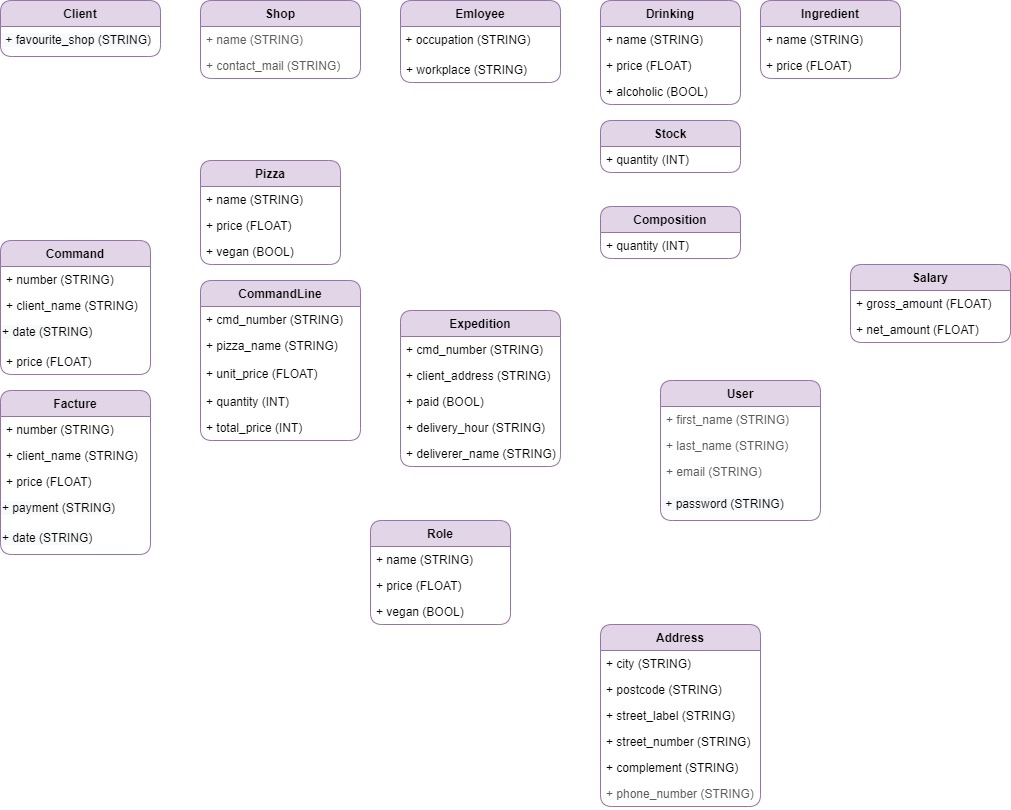 Client
+ favourite_shop (STRING)
Shop
+ name (STRING)
+ contact_mail (STRING)
Emloyee
+ occupation (STRING)
+ workplace (STRING)
Drinking
+ name (STRING)
+ price (FLOAT)
+ alcoholic (BOOL)
Ingredient
+ name (STRING)
+ price (FLOAT)
Stock
+ quantity (INT)
Pizza
+ name (STRING)
+ price (FLOAT)
+ vegan (BOOL)
Composition
+ quantity (INT)
Command
+ number (STRING)
+ client_name (STRING)
+ date (STRING)
+ price (FLOAT)
CommandLine
+ cmd_number (STRING)
+ pizza_name (STRING)
+ unit_price (FLOAT)
+ quantity (INT)
+ total_price (INT)
Expedition
+ cmd_number (STRING)
+ client_address (STRING)
+ paid (BOOL)
+ delivery_hour (STRING)
+ deliverer_name (STRING)
Salary
+ gross_amount (FLOAT)
+ net_amount (FLOAT)
Facture
+ number (STRING)
+ client_name (STRING)
+ price (FLOAT)
+ payment (STRING)
+ date (STRING)
User
+ first_name (STRING)
+ last_name (STRING)
+ email (STRING)
+ password (STRING)
Role
+ name (STRING)
+ price (FLOAT)
+ vegan (BOOL)
Address
+ city (STRING)
+ postcode (STRING)
+ street_label (STRING)
+ street_number (STRING)
+ complement (STRING)
+ phone_number (STRING)